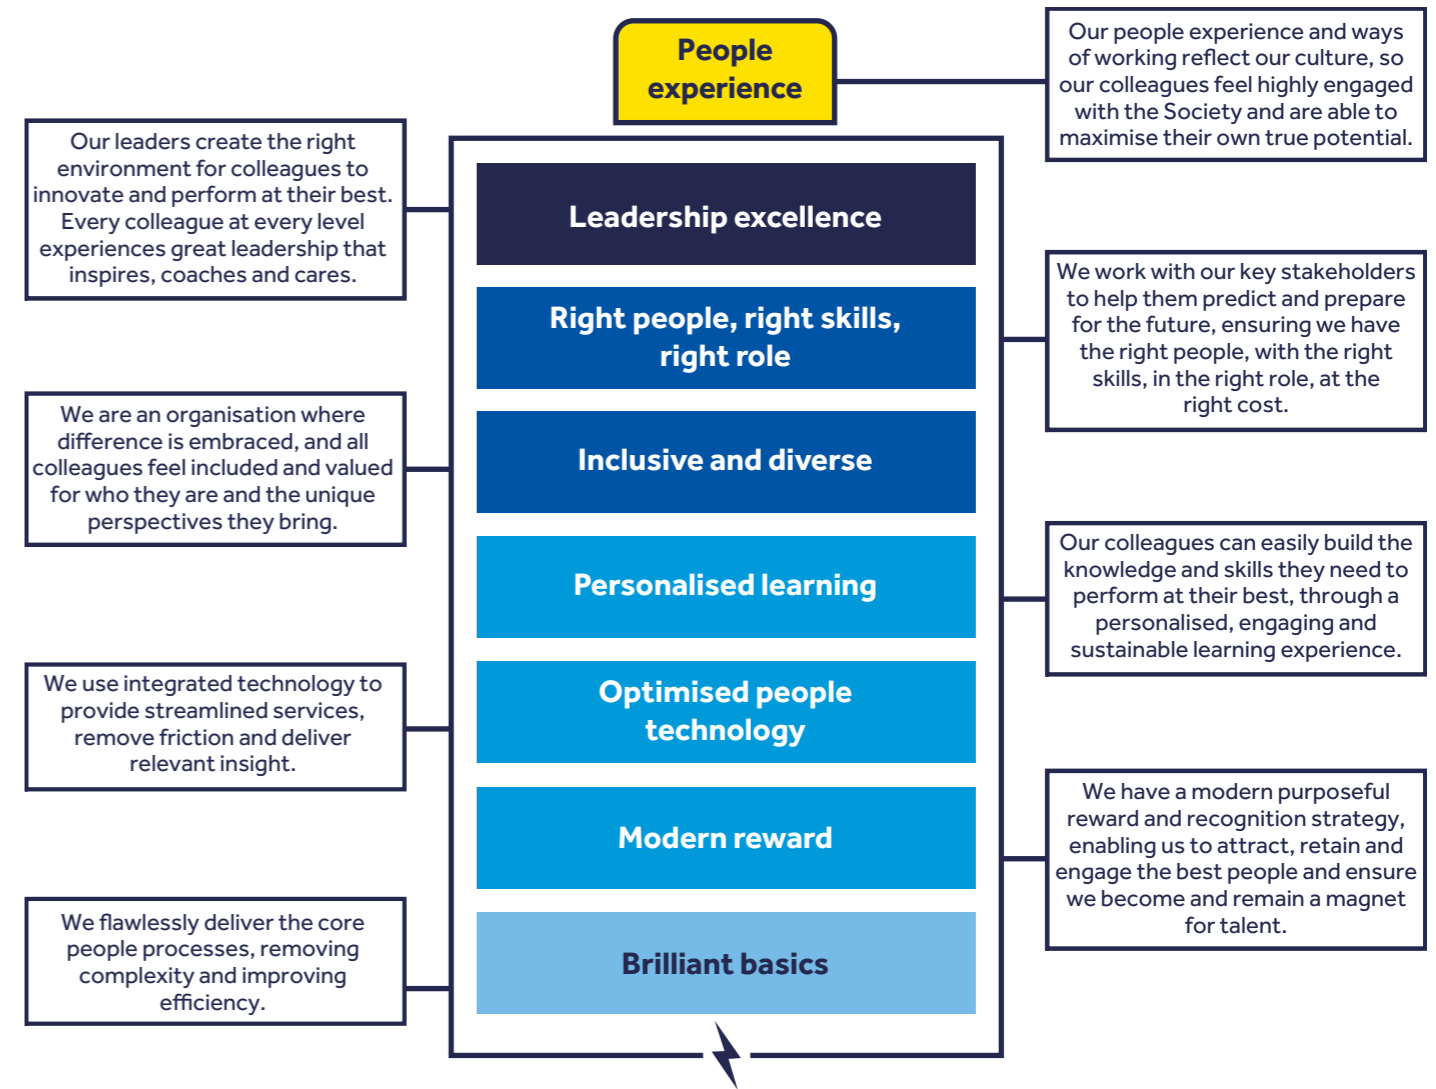 People
experience
Our people experience and ways
of working reflect our culture, so
our colleagues feel highly engaged
with the Society and are able to
maximise their own true potential.
Our leaders create the right
environment for colleagues to
innovate and perform at their best.
Every colleague at every level
experiences great leadership that
inspires, coaches and cares.
Leadership excellence
Right people, right skills,
right role
We work with our key stakeholders
to help them predict and prepare
for the future, ensuring we have
the right people, with the right
skills, in the right role, at the
right cost.
We are an organisation where
difference is embraced, and all
colleagues feel included and valued
for who they are and the unique
perspectives they bring.
Inclusive and diverse
Personalised learning
Our colleagues can easily build the
knowledge and skills they need to
perform at their best, through a
personalised, engaging and
sustainable learning experience.
We use integrated technology to
provide streamlined services,
remove friction and deliver
relevant insight.
Optimised people
technology
Modern reward
We have a modern purposeful
reward and recognition strategy,
enabling us to attract, retain and
engage the best people and ensure
we become and remain a magnet
for talent.
We flawlessly deliver the core
people processes, removing
complexity and improving
efficiency.
Brilliant basics